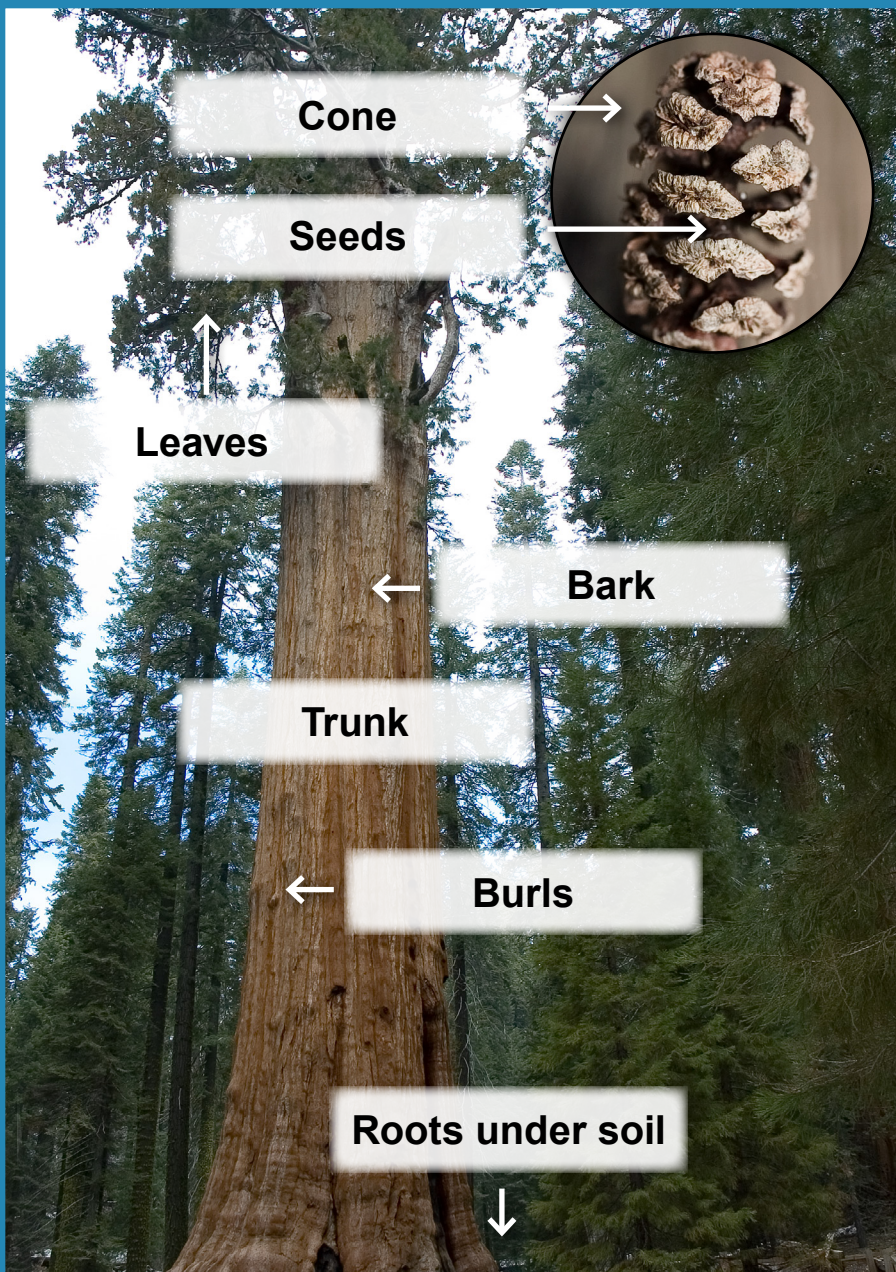 Cone
Seeds
Leaves
Bark
Trunk
Burls
Roots under soil